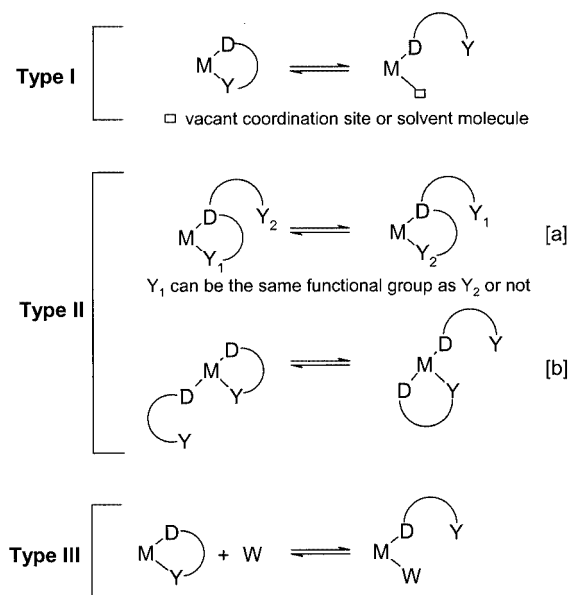 Type I
D
M
Y
D
Y
M
□ vacant coordination site or solvent molecule
Type II
D
Y₂
M
Y₁
D
Y₁
M
Y₂
[a]
Y₁ can be the same functional group as Y₂ or not
D
M
D
Y
Y
D
Y
M
D
Y
[b]
Type III
D
M
Y
+ W
D
Y
M
W